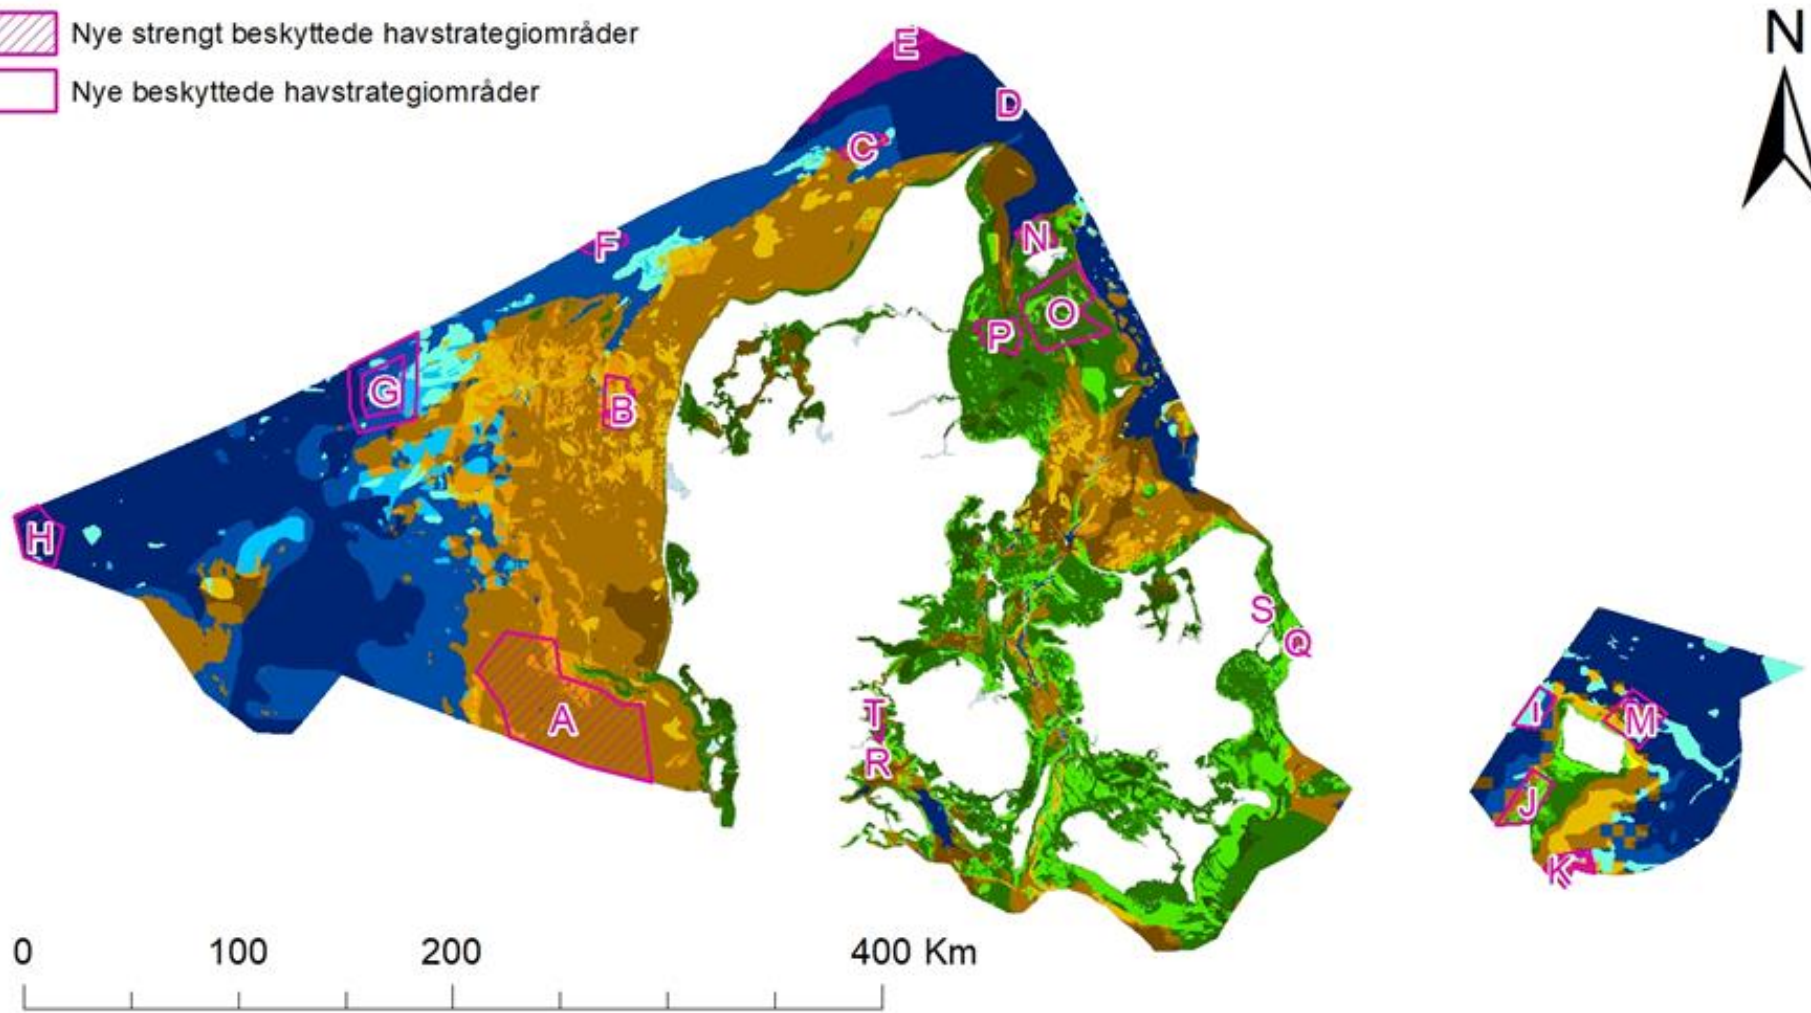 Nye strengt beskyttede havstrategiområder
Nye beskyttede havstrategiområder
N
E
D
C
F
N
O
P
G
B
H
S
Q
A
T
R
I
M
J
K
0 100 200 400 Km